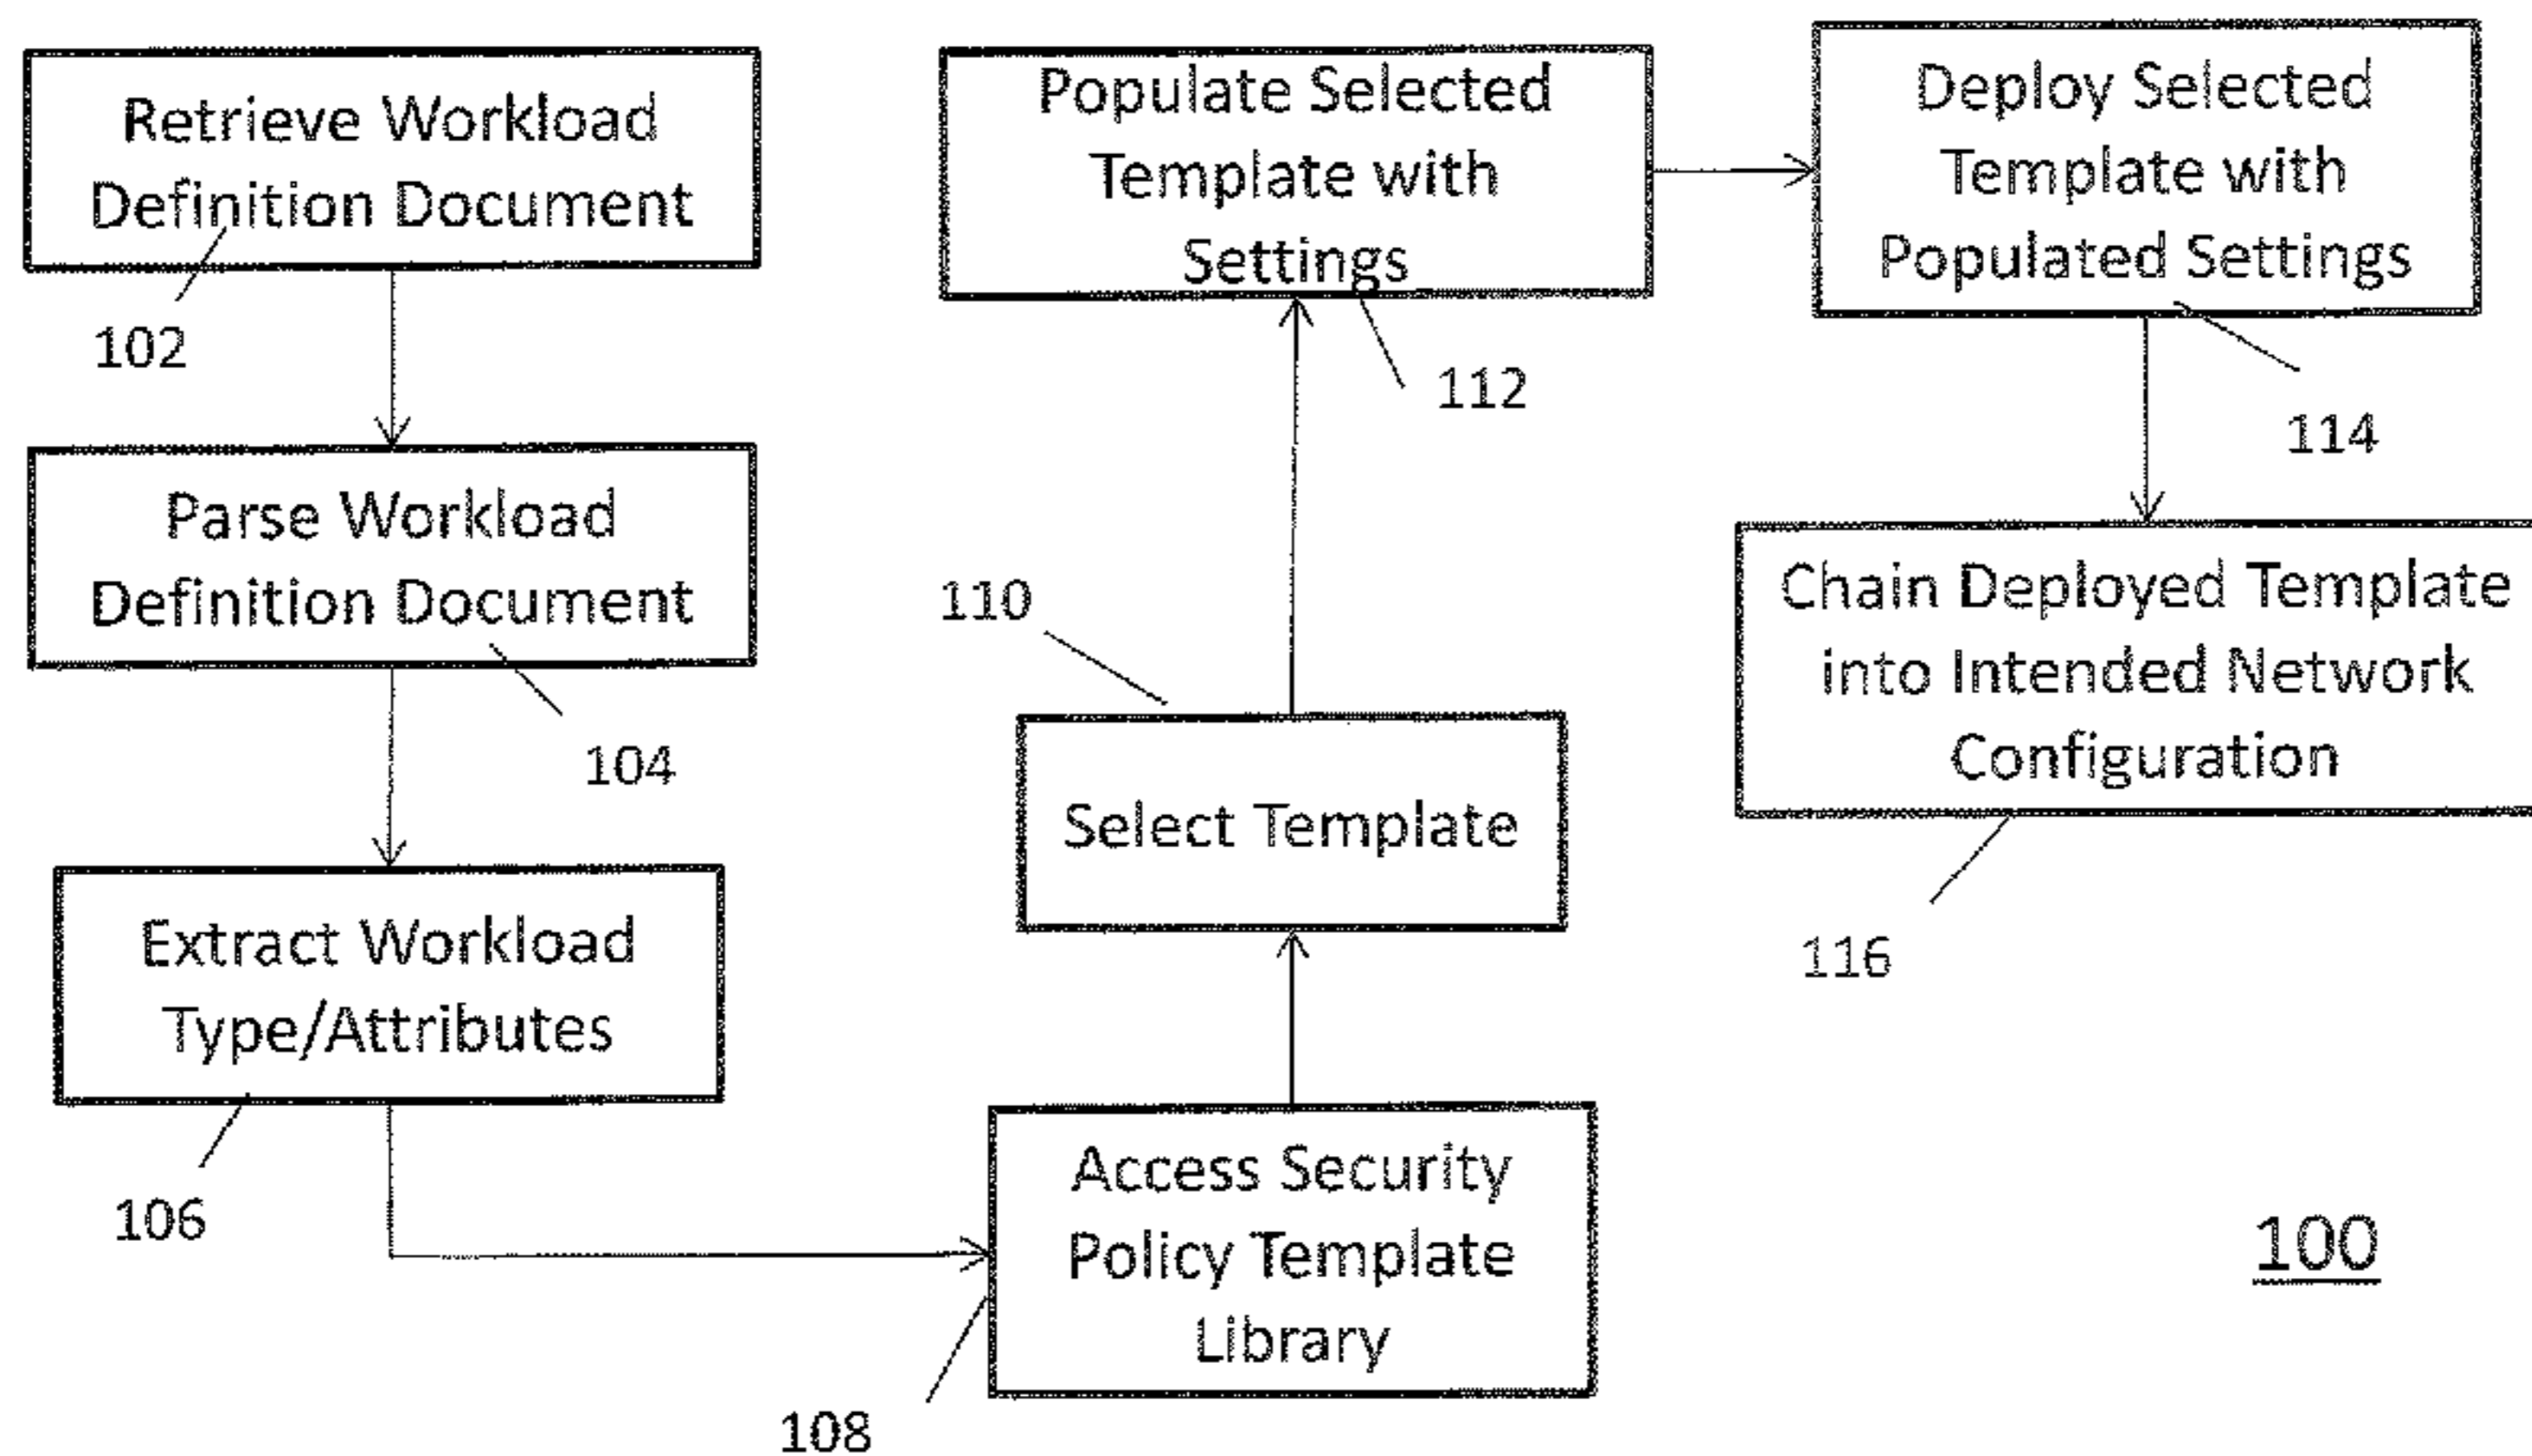 Retrieve Workload
Definition Document
102
Parse Workload
Definition Document
104
Extract Workload
Type/Attributes
106
Access Security
Policy Template
Library
108
Select Template
110
Populate Selected
Template with
Settings
112
Deploy Selected
Template with
Populated Settings
114
Chain Deployed Template
into Intended Network
Configuration
116
100